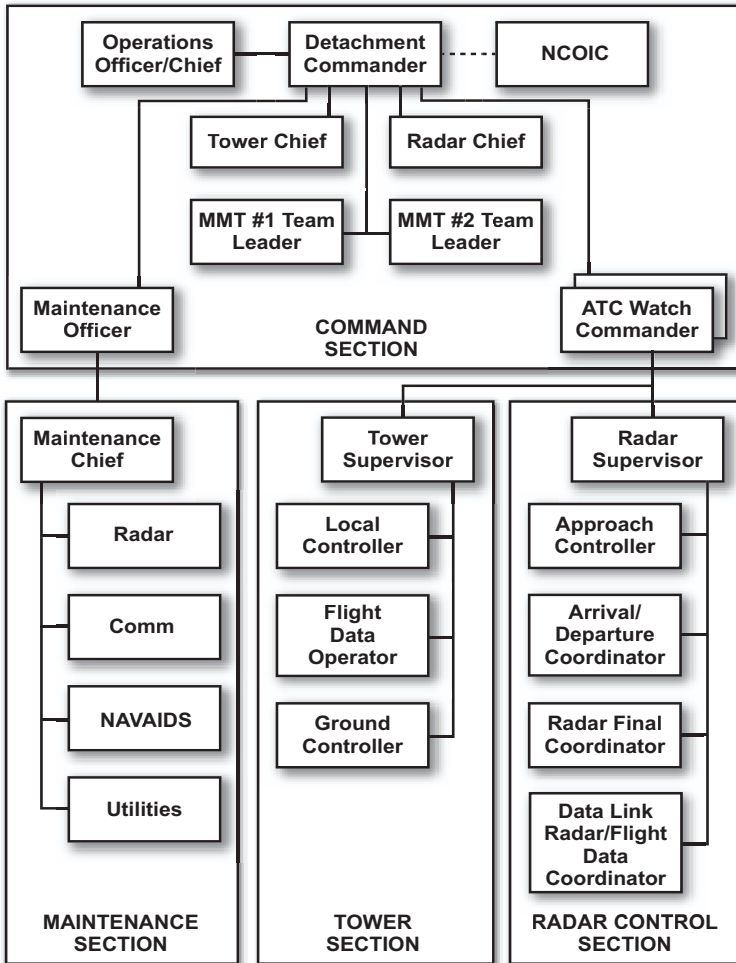 Operations
Officer/Chief
Detachment
Commander
NCOIC
Tower Chief
Radar Chief
MMT #1 Team
Leader
MMT #2 Team
Leader
Maintenance
Officer
COMMAND
SECTION
ATC Watch
Commander
Maintenance
Chief
Radar
Comm
NAVAIDS
Utilities
MAINTENANCE
SECTION
Tower
Supervisor
Local
Controller
Flight
Data
Operator
Ground
Controller
TOWER
SECTION
Radar
Supervisor
Approach
Controller
Arrival/
Departure
Coordinator
Radar Final
Coordinator
Data Link
Radar/Flight
Data
Coordinator
RADAR CONTROL
SECTION